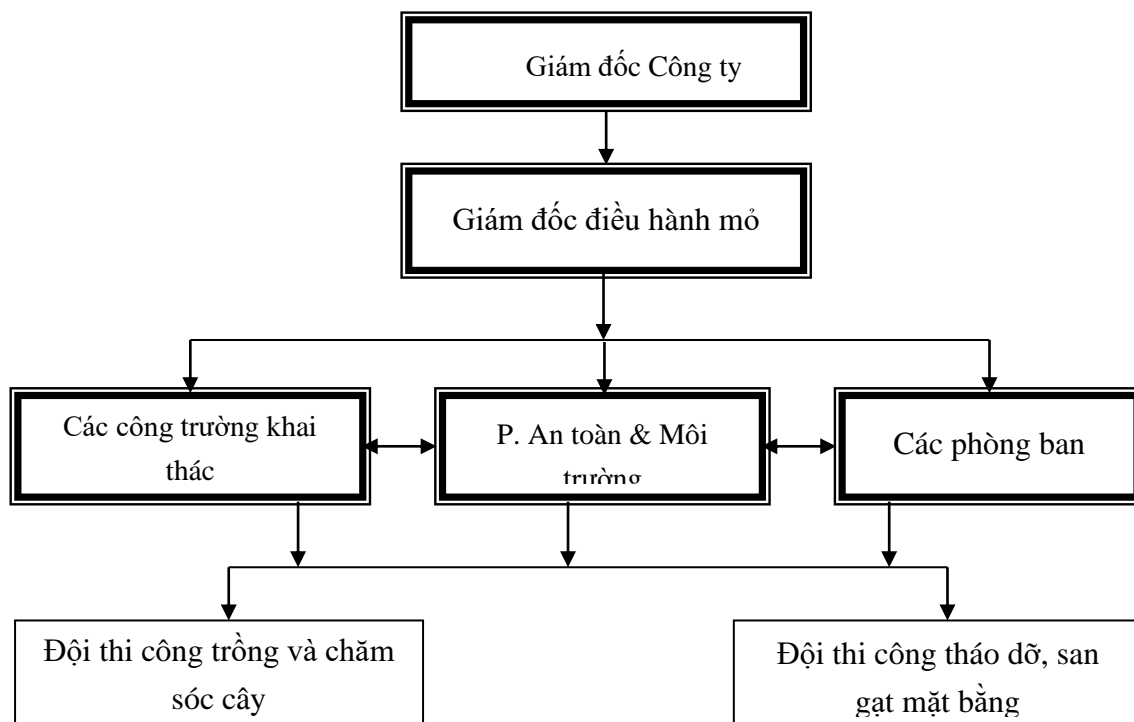 Giám đốc Công ty
Giám đốc điều hành mỏ
Các công trường khai
thác
P. An toàn & Môi
trường
Các phòng ban
Đội thi công trồng và chăm
sóc cây
Đội thi công tháo dỡ, san
gạt mặt bằng